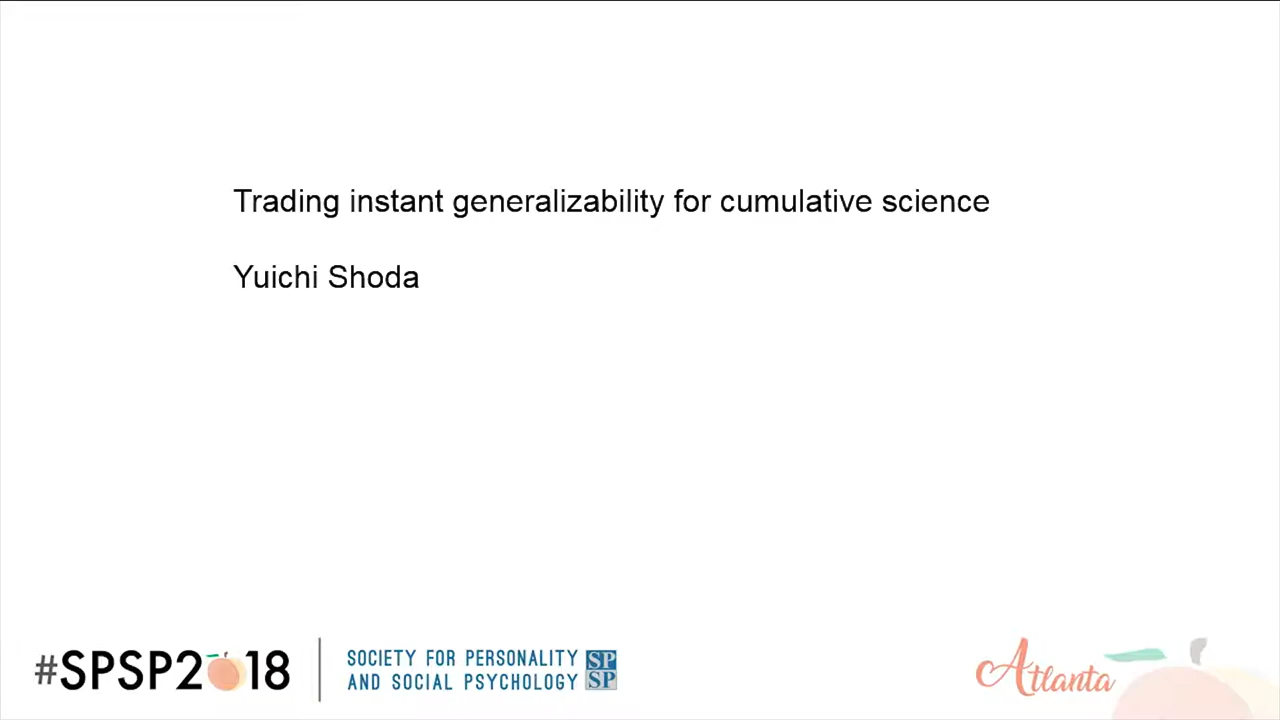 Trading instant generalizability for cumulative science
Yuichi Shoda
#SPSP2018
SOCIETY FOR PERSONALITY
AND SOCIAL PSYCHOLOGY
SP
SP
Atlanta